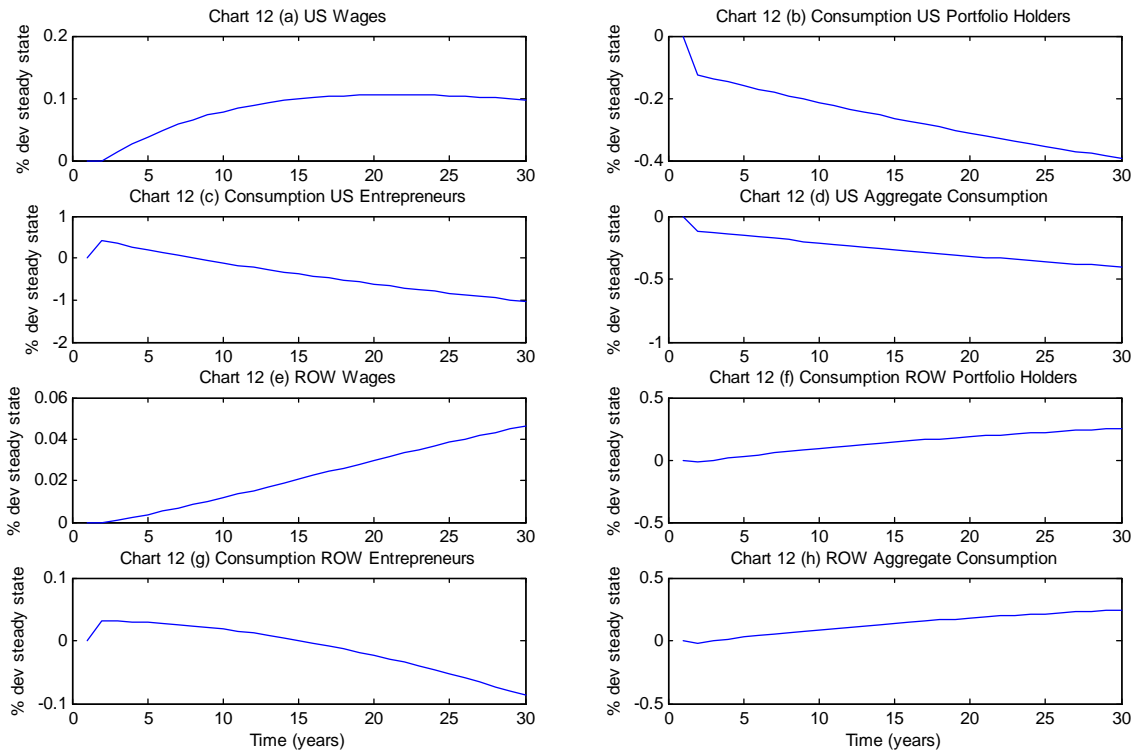 Chart 12 (a) US Wages
% dev steady state
0.2
0.1
0
0 5 10 15 20 25 30
Chart 12 (b) Consumption US Portfolio Holders
% dev steady state
0
-0.2
-0.4
0 5 10 15 20 25 30
Chart 12 (c) Consumption US Entrepreneurs
% dev steady state
1
0
-1
-2
0 5 10 15 20 25 30
Chart 12 (d) US Aggregate Consumption
% dev steady state
0
-0.5
-1
0 5 10 15 20 25 30
Chart 12 (e) ROW Wages
% dev steady state
0.06
0.04
0.02
0
0 5 10 15 20 25 30
Chart 12 (f) Consumption ROW Portfolio Holders
% dev steady state
0.5
0
-0.5
0 5 10 15 20 25 30
Chart 12 (g) Consumption ROW Entrepreneurs
% dev steady state
0.1
0
-0.1
0 5 10 15 20 25 30
Time (years)
Chart 12 (h) ROW Aggregate Consumption
% dev steady state
0.5
0
-0.5
0 5 10 15 20 25 30
Time (years)